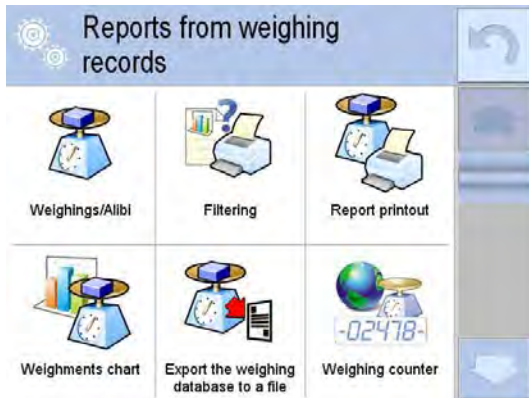 Reports from weighing
records
Weighings/Alibi
Filtering
Report printout
-02478-
Weighments chart
Export the weighing
database to a file
Weighing counter